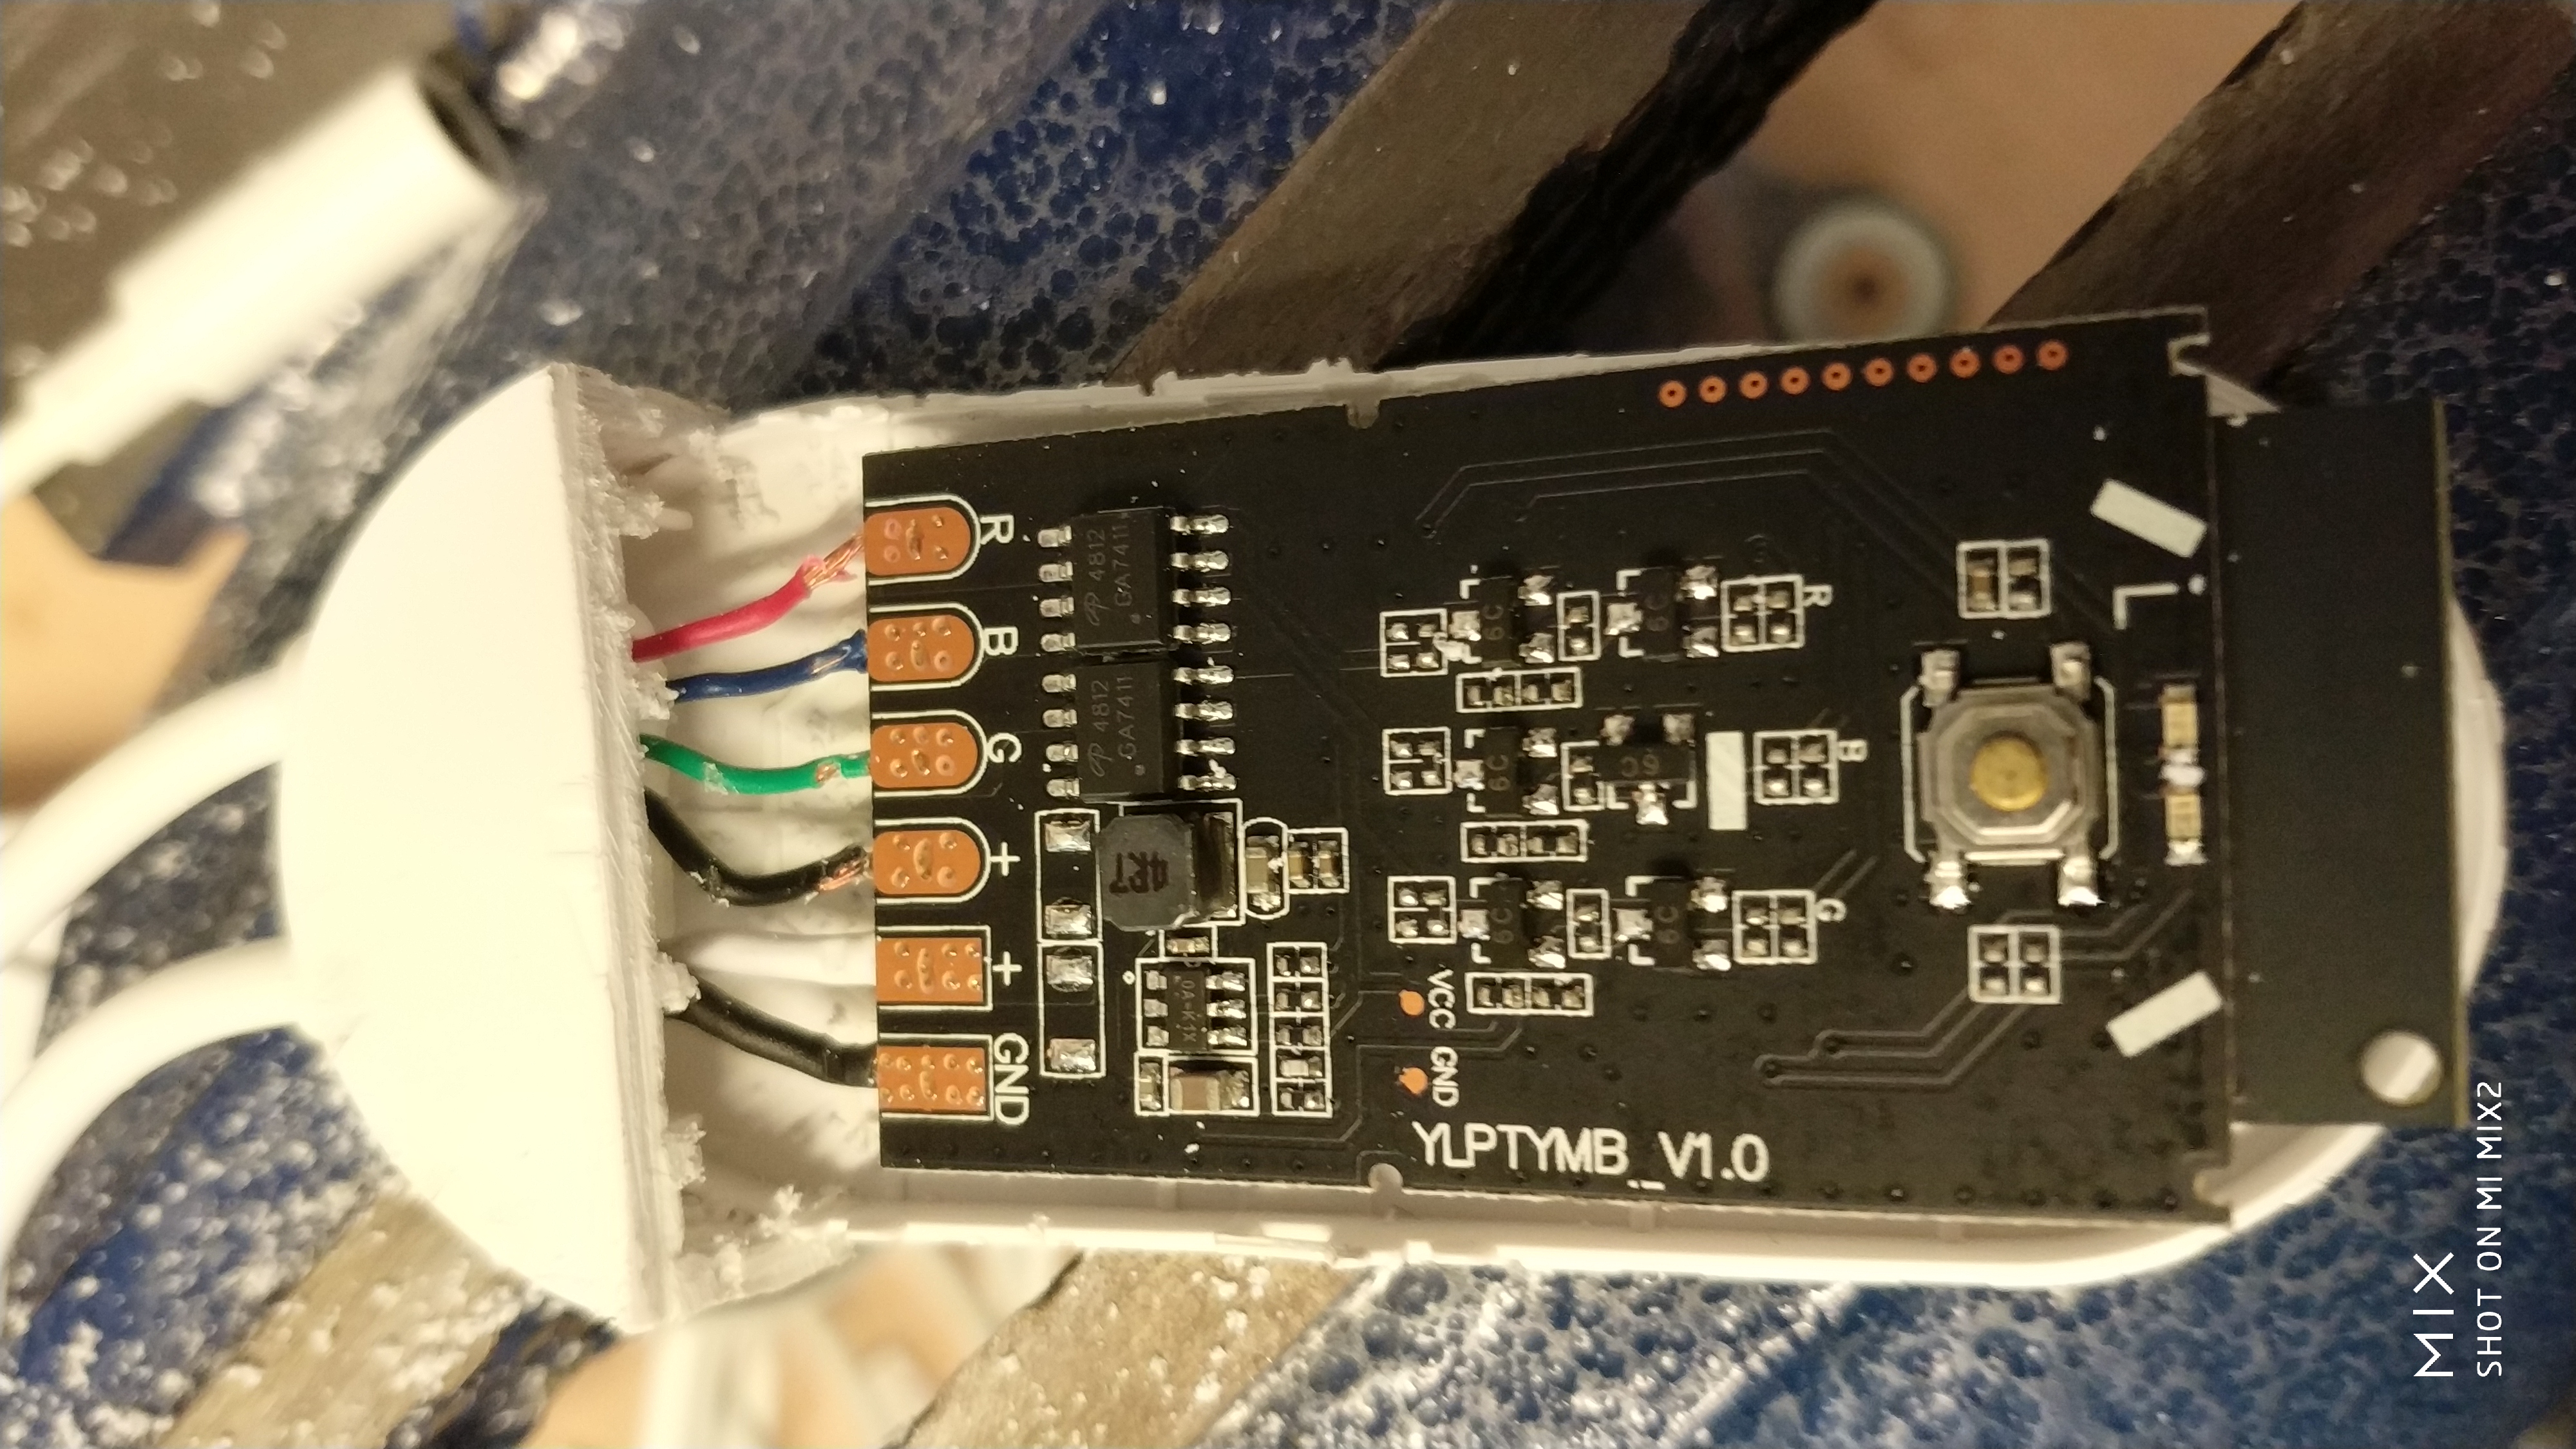 R
B
G
+
+
GND
4812
GA7411
4812
GA7411
4R7
6C
6C
R
6C
6C
B
6C
6C
G
VCC
GND
YLPTYMB_V1.0
MIX
SHOT ON MI MIX2